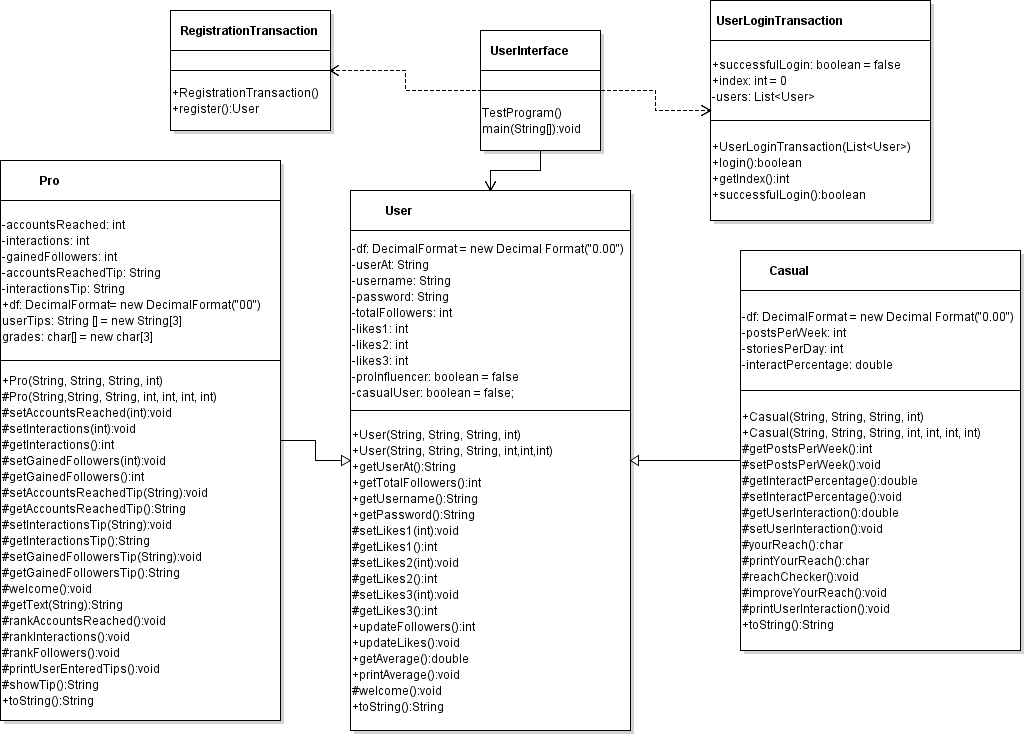 RegistrationTransaction
+RegistrationTransaction()
+register():User
UserInterface
TestProgram()
main(String[]):void
UserLoginTransaction
+successfulLogin: boolean = false
+index: int = 0
-users: List<User>
+UserLoginTransaction(List<User>)
+login():boolean
+getIndex():int
+successfulLogin():boolean
Pro
-accountsReached: int
-interactions: int
-gainedFollowers: int
-accountsReachedTip: String
-interactionsTip: String
+df: DecimalFormat= new DecimalFormat("00")
userTips: String [] = new String[3]
grades: char[] = new char[3]
+Pro(String, String, String, int)
#Pro(String,String, String, int, int, int, int)
#setAccountsReached(int):void
#setInteractions(int):void
#getInteractions():int
#setGainedFollowers(int):void
#getGainedFollowers():int
#setAccountsReachedTip(String):void
#getAccountsReachedTip():String
#setInteractionsTip(String):void
#getInteractionsTip():String
#setGainedFollowersTip(String):void
#getGainedFollowersTip():String
#welcome():void
#getText(String):String
#rankAccountsReached():void
#rankInteractions():void
#rankFollowers():void
#printUserEnteredTips():void
#showTip():String
+toString():String
User
-df: DecimalFormat = new Decimal Format("0.00")
-userAt: String
-username: String
-password: String
-totalFollowers: int
-likes1: int
-likes2: int
-likes3: int
-proInfluencer: boolean = false
-casualUser: boolean = false;
+User(String, String, String, int)
+User(String, String, String, int,int,int)
+getUserAt():String
+getTotalFollowers():int
+getUsername():String
+getPassword():String
#setLikes1(int):void
#getLikes1():int
#setLikes2(int):void
#getLikes2():int
#setLikes3(int):void
#getLikes3():int
+updateFollowers():int
+updateLikes():void
+getAverage():double
+printAverage():void
#welcome():void
+toString():String
Casual
-df: DecimalFormat = new Decimal Format("0.00")
-postsPerWeek: int
-storiesPerDay: int
-interactPercentage: double
+Casual(String, String, String, int)
+Casual(String, String, String, int, int, int, int)
#getPostsPerWeek():int
#setPostsPerWeek():void
#getInteractPercentage():double
#setInteractPercentage():void
#getUserInteraction():double
#setUserInteraction():void
#yourReach():char
#printYourReach():char
#reachChecker():void
#improveYourReach():void
#printUserInteraction():void
+toString():String